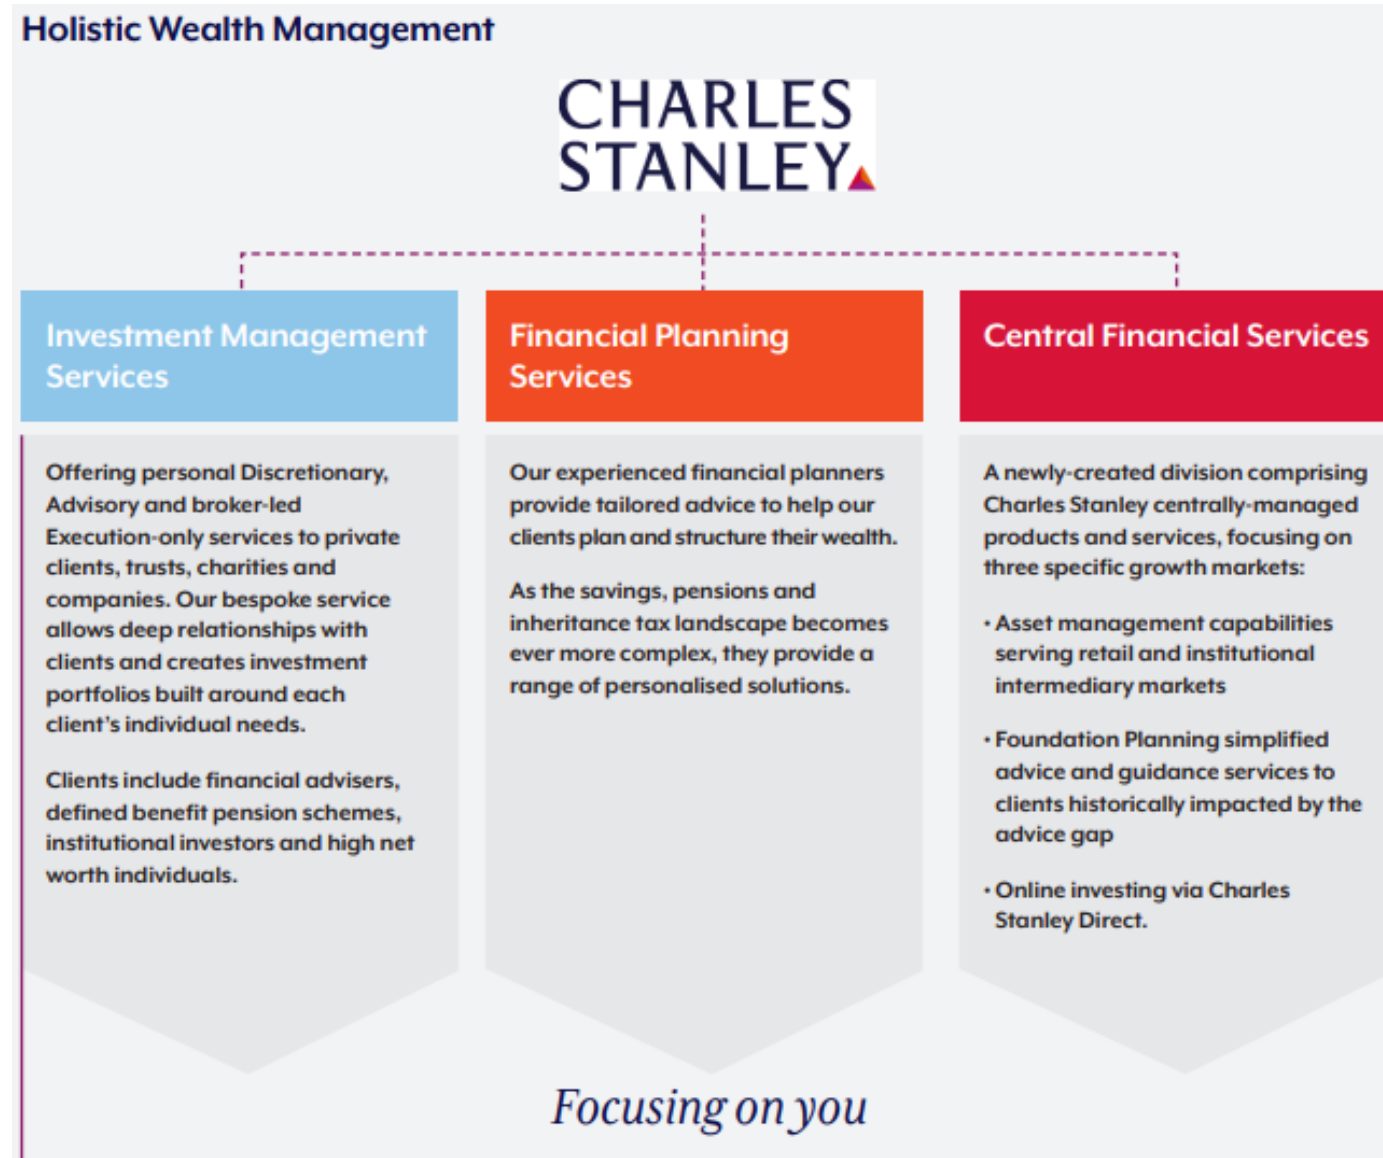 Holistic Wealth Management
CHARLES
STANLEY
Investment Management
Services
Offering personal Discretionary,
Advisory and broker-led
Execution-only services to private
clients, trusts, charities and
companies. Our bespoke service
allows deep relationships with
clients and creates investment
portfolios built around each
client's individual needs.
Clients include financial advisers,
defined benefit pension schemes,
institutional investors and high net
worth individuals.
Financial Planning
Services
Our experienced financial planners
provide tailored advice to help our
clients plan and structure their wealth.
As the savings, pensions and
inheritance tax landscape becomes
ever more complex, they provide a
range of personalised solutions.
Central Financial Services
A newly-created division comprising
Charles Stanley centrally-managed
products and services, focusing on
three specific growth markets:
• Asset management capabilities
serving retail and institutional
intermediary markets
• Foundation Planning simplified
advice and guidance services to
clients historically impacted by the
advice gap
• Online investing via Charles
Stanley Direct.
Focusing on you